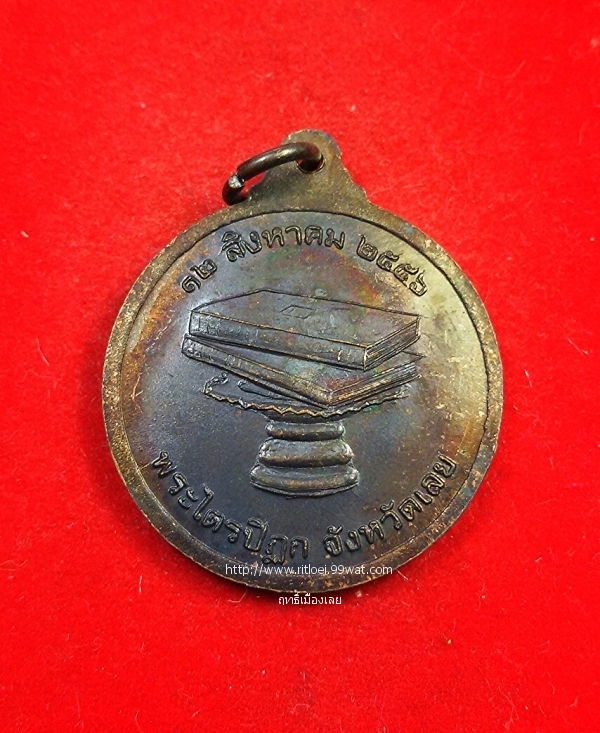 ๑๒ สิงหาคม ๒๕๕๖
พระไตรปิฎก จังหวัดเลย
http://www.ritloei.99wat.com/
ฤทธิ์เมืองเลย